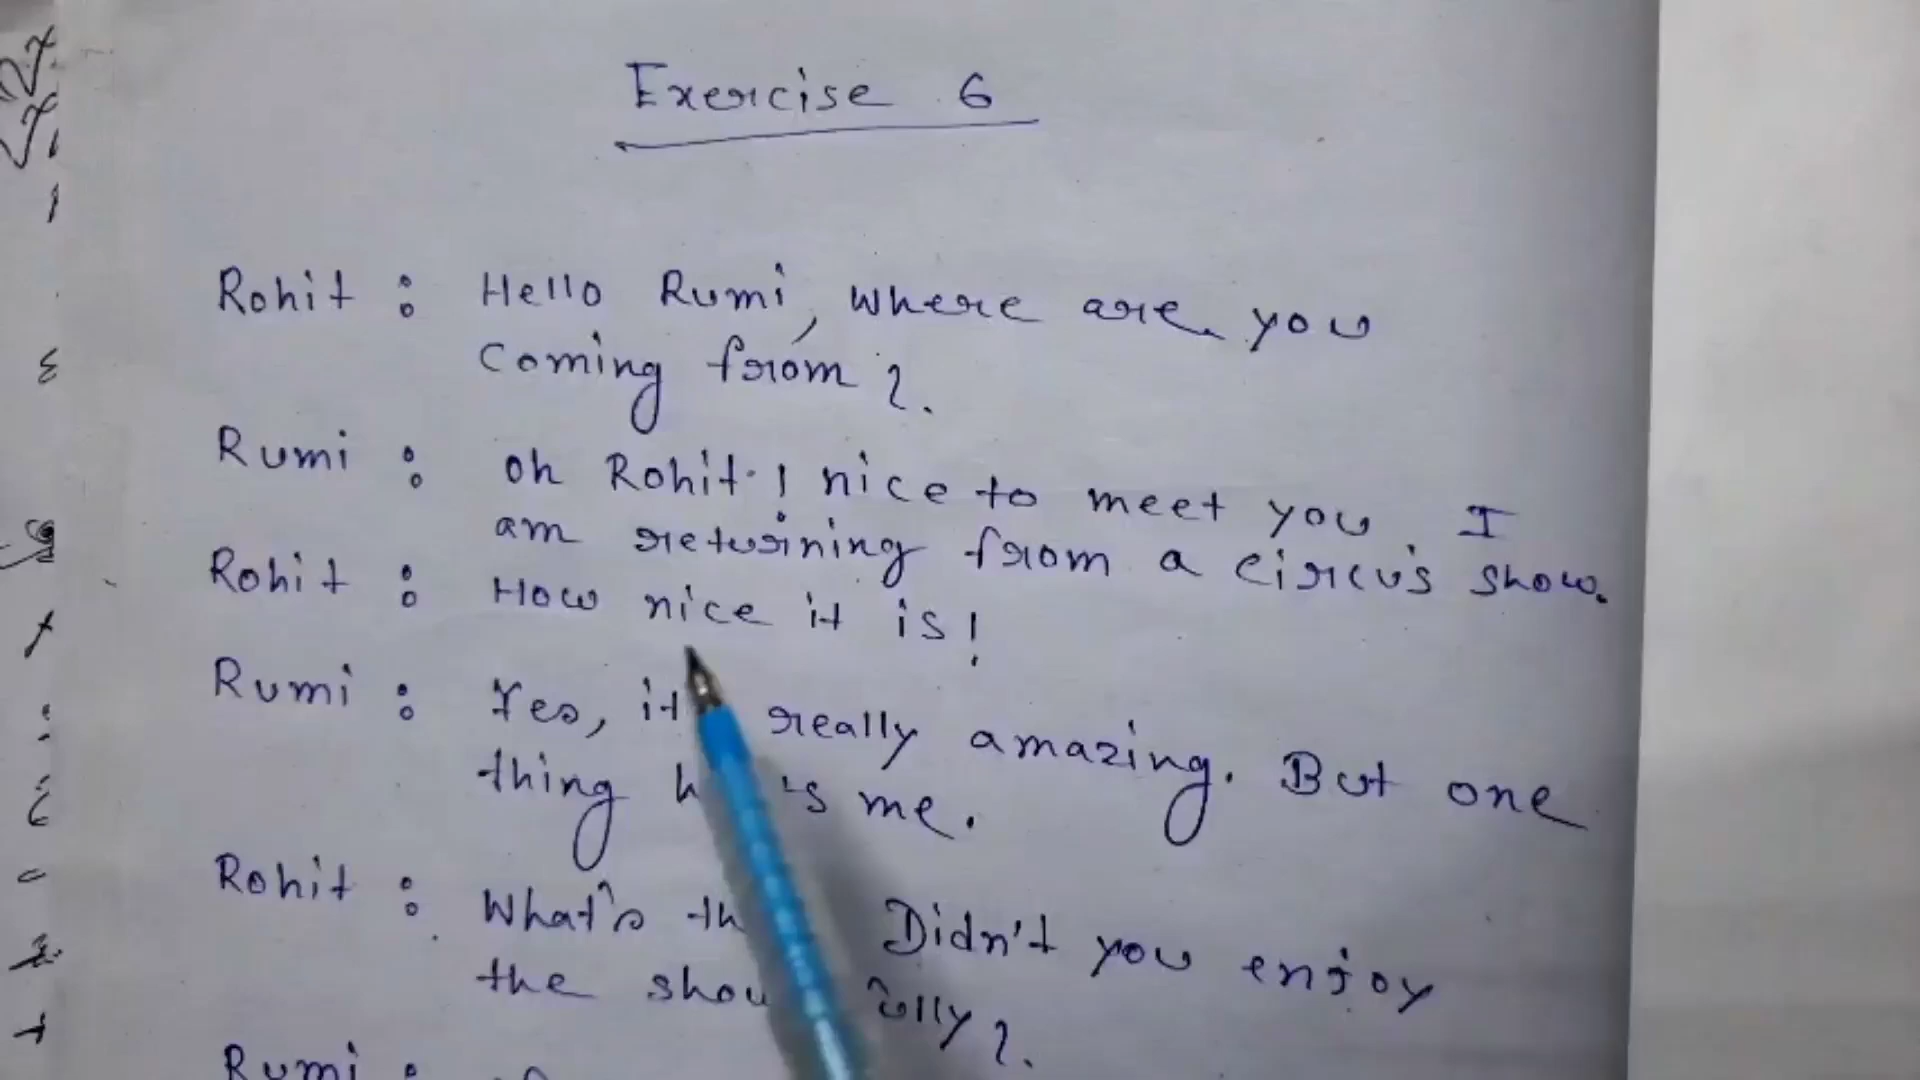 Exercise 6
Rohit : Hello Rumi, where are you
Coming from ?
Rumi : oh Rohit ! nice to meet you. I
am returning from a circus show.
Rohit : How nice it is !
Rumi : Yes, it really amazing. But one
thing me.
Rohit : What's Didn't you enjoy
the fully ?
Rumi :